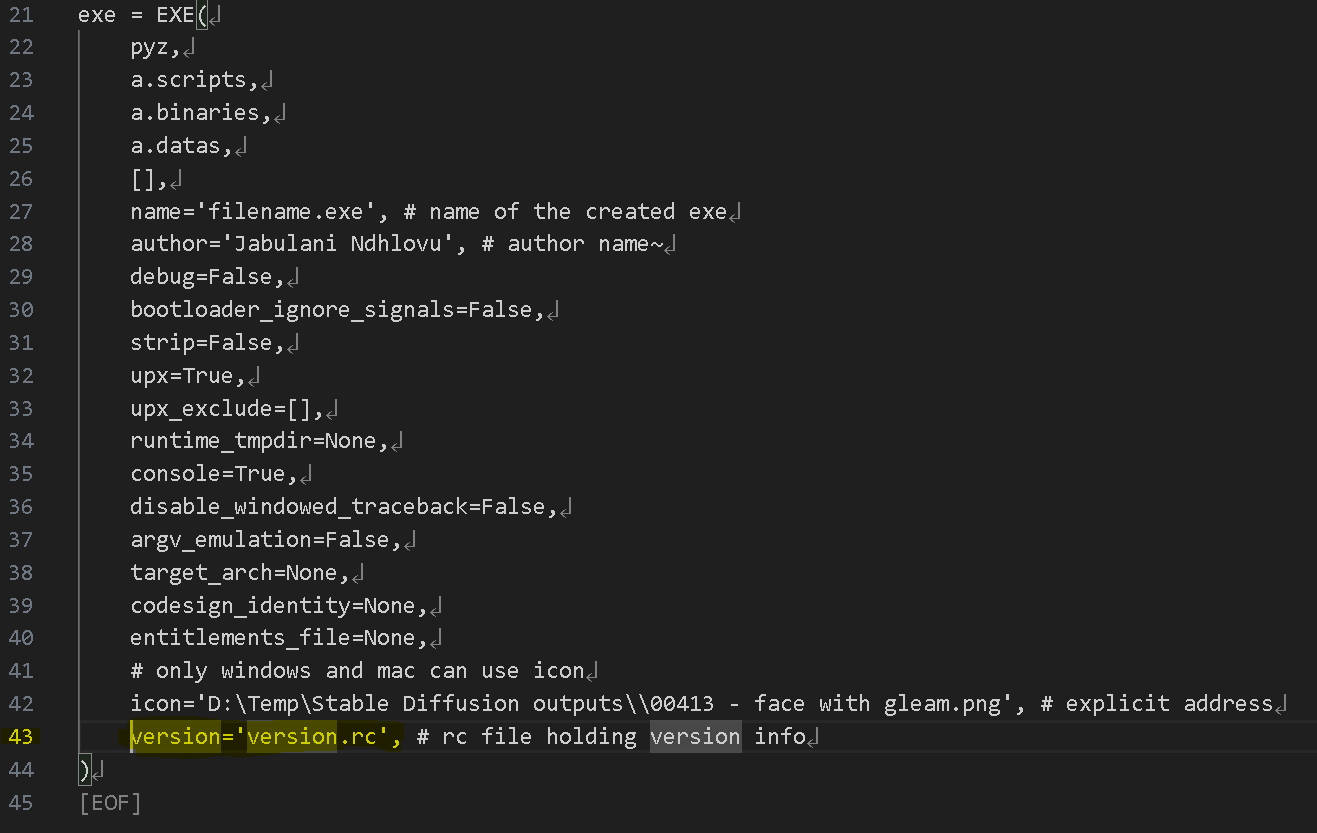 21 exe = EXE(↲
22     pyz,↲
23     a.scripts,↲
24     a.binaries,↲
25     a.datas,↲
26     [],↲
27     name='filename.exe', # name of the created exe↲
28     author='Jabulani Ndhlovu', # author name~↲
29     debug=False,↲
30     bootloader_ignore_signals=False,↲
31     strip=False,↲
32     upx=True,↲
33     upx_exclude=[],↲
34     runtime_tmpdir=None,↲
35     console=True,↲
36     disable_windowed_traceback=False,↲
37     argv_emulation=False,↲
38     target_arch=None,↲
39     codesign_identity=None,↲
40     entitlements_file=None,↲
41     # only windows and mac can use icon↲
42     icon='D:\Temp\Stable Diffusion outputs\\00413 - face with gleam.png', # explicit address↲
43     version='version.rc', # rc file holding version info↲
44 )↲
45 [EOF]